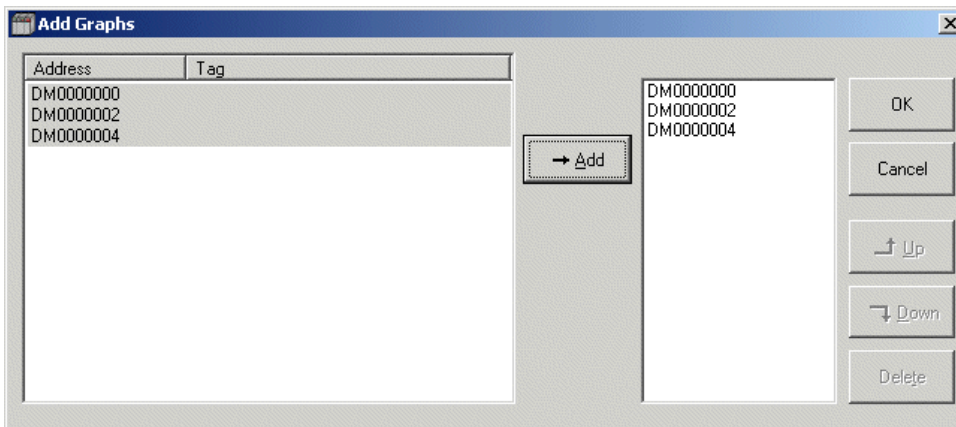 Add Graphs
Address Tag
DM0000000
DM0000002
DM0000004
→ Add
DM0000000
DM0000002
DM0000004
OK
Cancel
Up
Down
Delete